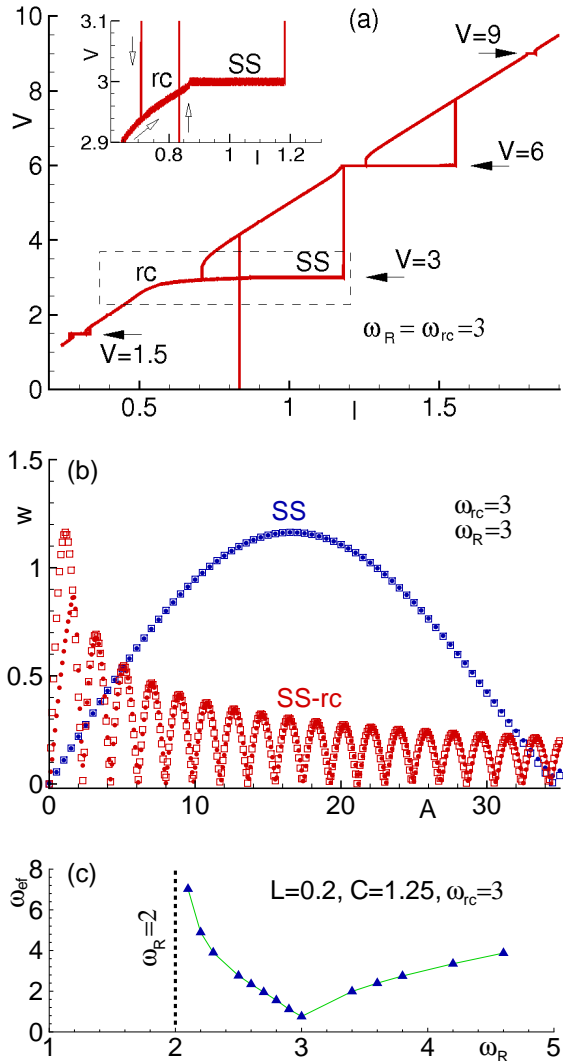 (a)
10
8
6
4
2
0
V
0.5
1
1.5
I
3.1
3
2.9
V
0.8
1
1.2
I
rc
SS
V=9
V=6
V=3
V=1.5
rc
SS
ω_R = ω_rc=3
(b)
1.5
1
0.5
0
w
0
10
20
30
A
SS
SS-rc
ω_rc=3
ω_R=3
(c)
8
6
4
2
0
ω_ef
L=0.2, C=1.25, ω_rc=3
ω_R=2
1
2
3
4
5
ω_R